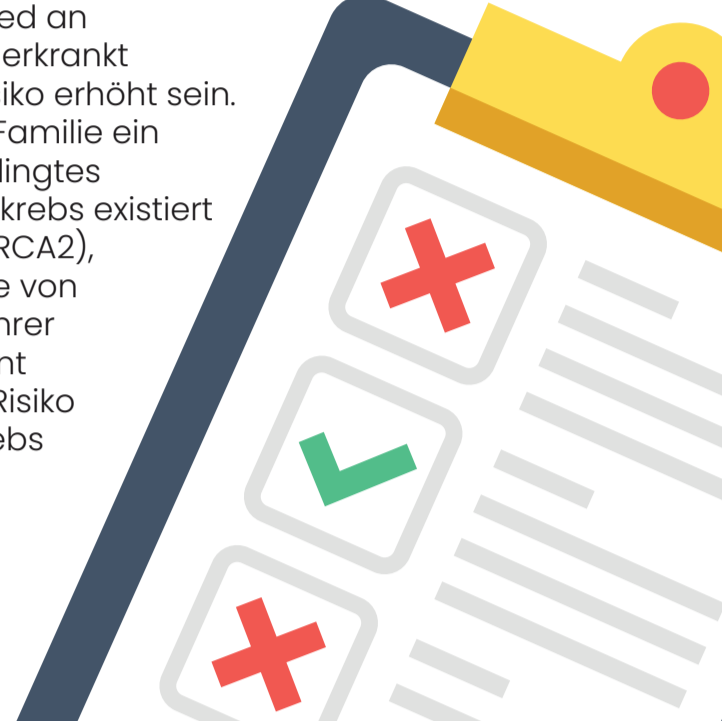 ed an
erkrankt
iko erhöht sein.
Familie ein
lingtes
krebs existiert
RCA2),
e von
hrer
nt
Risiko
ebs